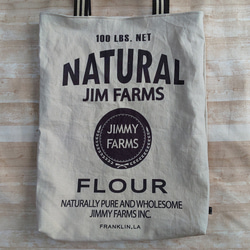 100 LBS. NET
NATURAL
JIM FARMS
JIMMY
FARMS
FLOUR
NATURALLY PURE AND WHOLESOME
JIMMY FARMS INC.
FRANKLIN, LA